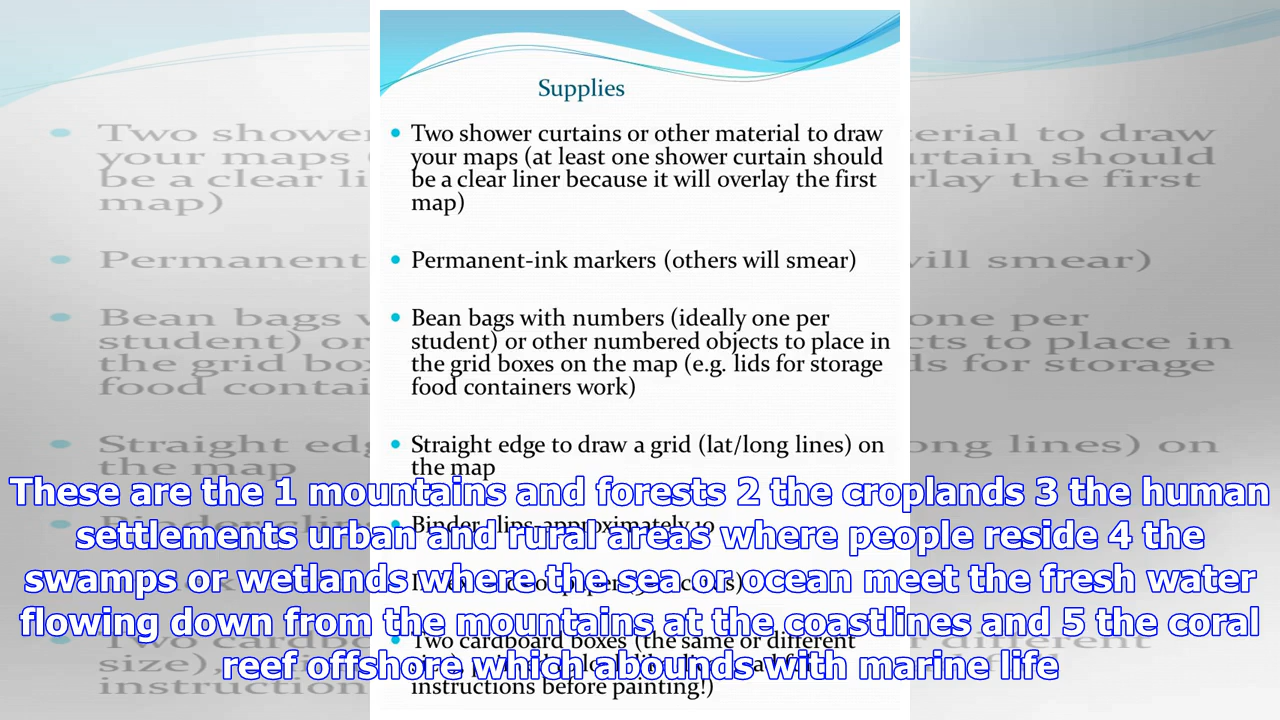 Supplies
Two shower curtains or other material to draw
your maps (at least one shower curtain should
be a clear liner because it will overlay the first
map)
Permanent-ink markers (others will smear)
Bean bags with numbers (ideally one per
student) or other numbered objects to place in
the grid boxes on the map (e.g. lids for storage
food containers work)
Straight edge to draw a grid (lat/long lines) on
the map
These are the 1 mountains and forests 2 the croplands 3 the human
Binder clips-approximately 10
settlements urban and rural areas where people reside 4 the
swamps or wetlands where the sea or ocean meet the fresh water
flowing down from the mountains at the coastlines and 5 the coral
Two cardboard boxes (the same or different
reef offshore which abounds with marine life
instructions before painting!)